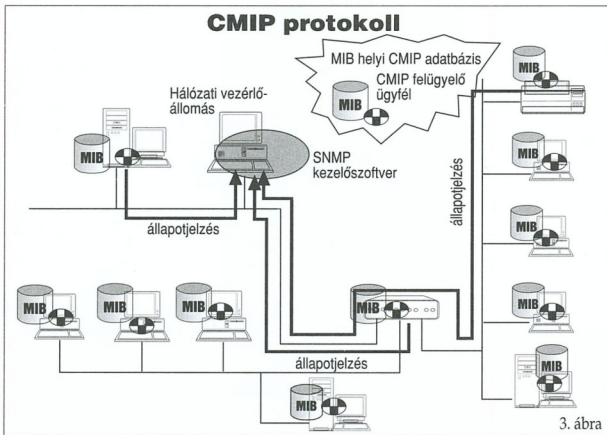 CMIP protokoll
MIB helyi CMIP adatbázis
CMIP felügyelő
ügyfél
MIB
Hálózati vezérlő-
állomás
SNMP
kezelőszoftver
MIB
MIB
állapotjelzés
állapotjelzés
MIB
MIB
MIB
MIB
MIB
MIB
MIB
MIB
állapotjelzés
MIB
MIB
3. ábra